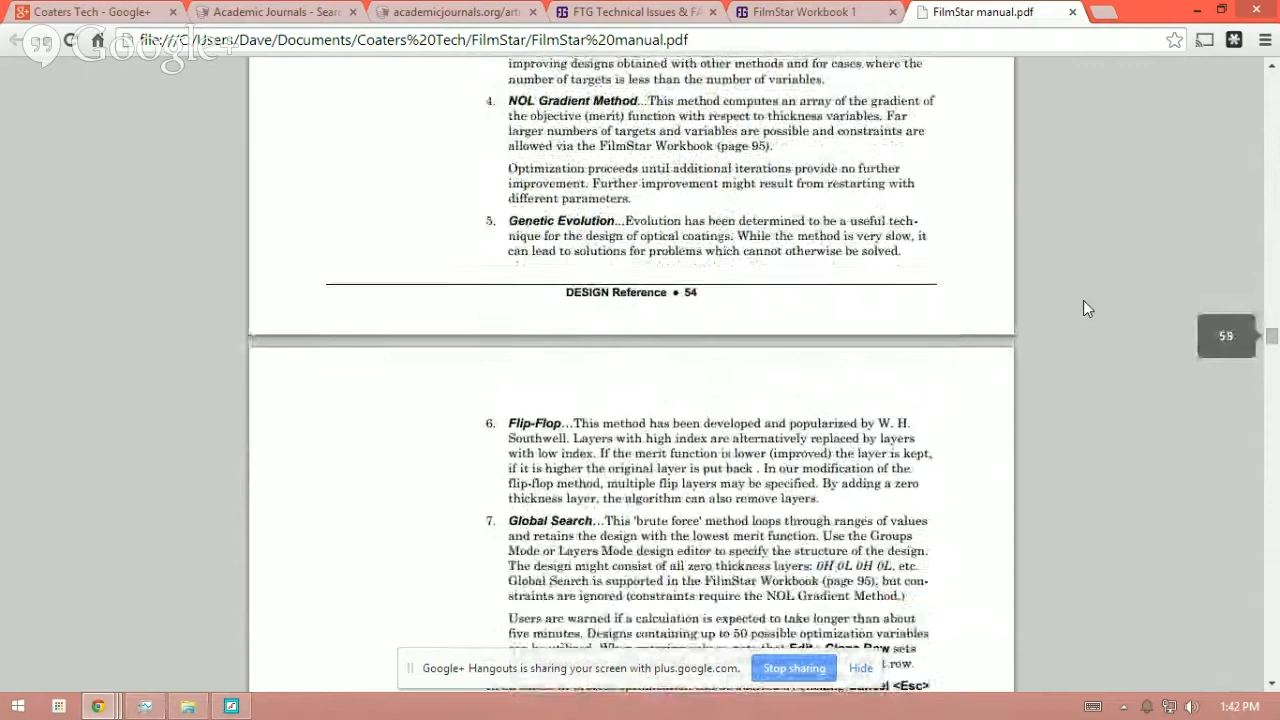 Coaters Tech - Google+
Academic Journals - Sear
academicjournals.org/arti
FTG Technical Issues & FA
FilmStar Workbook 1
FilmStar manual.pdf
file:///C:/Users/Dave/Documents/Coaters%20Tech/FilmStar/FilmStar%20manual.pdf
Google+
improving designs obtained with other methods and for cases where the
number of targets is less than the number of variables.
4. NOL Gradient Method...This method computes an array of the gradient of
the objective (merit) function with respect to thickness variables. Far
larger numbers of targets and variables are possible and constraints are
allowed via the FilmStar Workbook (page 95).
Optimization proceeds until additional iterations provide no further
improvement. Further improvement might result from restarting with
different parameters.
5. Genetic Evolution...Evolution has been determined to be a useful tech-
nique for the design of optical coatings. While the method is very slow, it
can lead to solutions for problems which cannot otherwise be solved.
DESIGN Reference • 54
59
6. Flip-Flop...This method has been developed and popularized by W. H.
Southwell. Layers with high index are alternatively replaced by layers
with low index. If the merit function is lower (improved) the layer is kept,
if it is higher the original layer is put back . In our modification of the
flip-flop method, multiple flip layers may be specified. By adding a zero
thickness layer, the algorithm can also remove layers.
7. Global Search...This 'brute force' method loops through ranges of values
and retains the design with the lowest merit function. Use the Groups
Mode or Layers Mode design editor to specify the structure of the design.
The design might consist of all zero thickness layers: 0H 0L 0H 0L, etc.
Global Search is supported in the FilmStar Workbook (page 95), but con-
straints are ignored (constraints require the NOL Gradient Method.)
Users are warned if a calculation is expected to take longer than about
five minutes. Designs containing up to 50 possible optimization variables
Edit, Clone Row sets
row.
Google+ Hangouts is sharing your screen with plus.google.com.
Stop sharing
Hide
Cancel <Esc>
1:42 PM